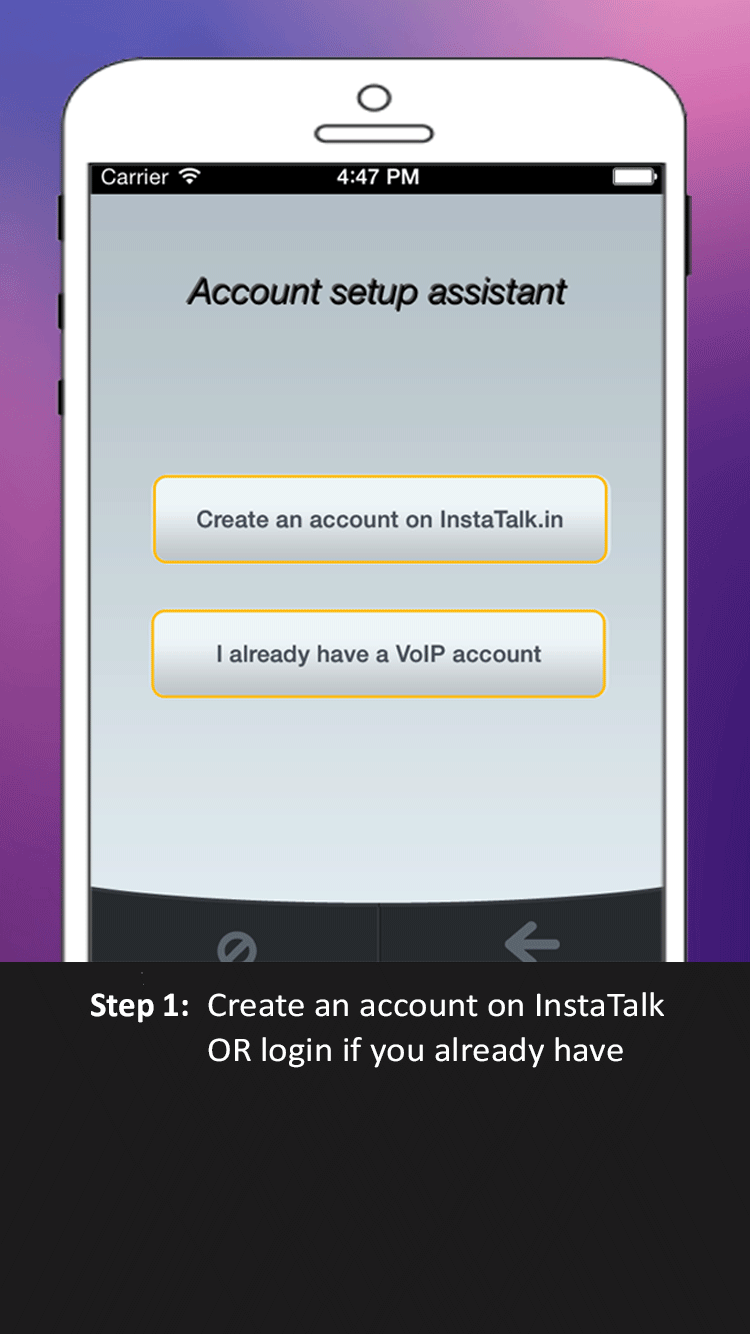 Carrier 4:47 PM
Account setup assistant
Create an account on InstaTalk.in
I already have a VoIP account
Step 1: Create an account on InstaTalk
OR login if you already have